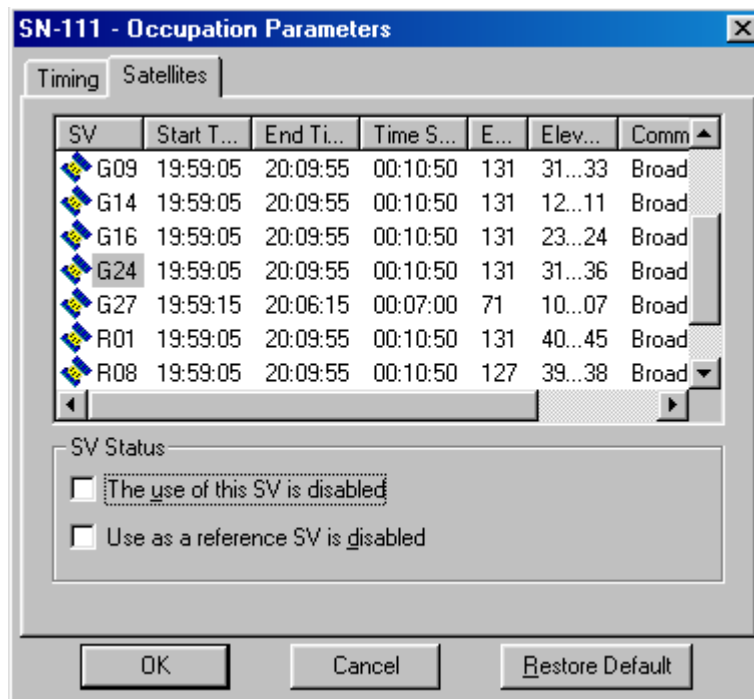 SN-111 - Occupation Parameters
Timing Satellites
SV Start T... End Ti... Time S... E... Elev... Comm
G09 19:59:05 20:09:55 00:10:50 131 31...33 Broad
G14 19:59:05 20:09:55 00:10:50 131 12...11 Broad
G16 19:59:05 20:09:55 00:10:50 131 23...24 Broad
G24 19:59:05 20:09:55 00:10:50 131 31...36 Broad
G27 19:59:15 20:06:15 00:07:00 71 10...07 Broad
R01 19:59:05 20:09:55 00:10:50 131 40...45 Broad
R08 19:59:05 20:09:55 00:10:50 127 39...38 Broad
SV Status
The use of this SV is disabled
Use as a reference SV is disabled
OK Cancel Restore Default